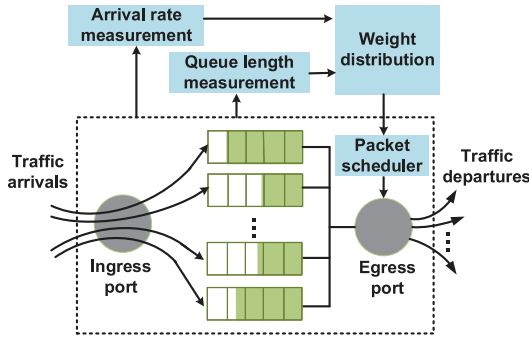 Arrival rate
measurement
Queue length
measurement
Weight
distribution
Packet
scheduler
Traffic
arrivals
Traffic
departures
Ingress
port
Egress
port